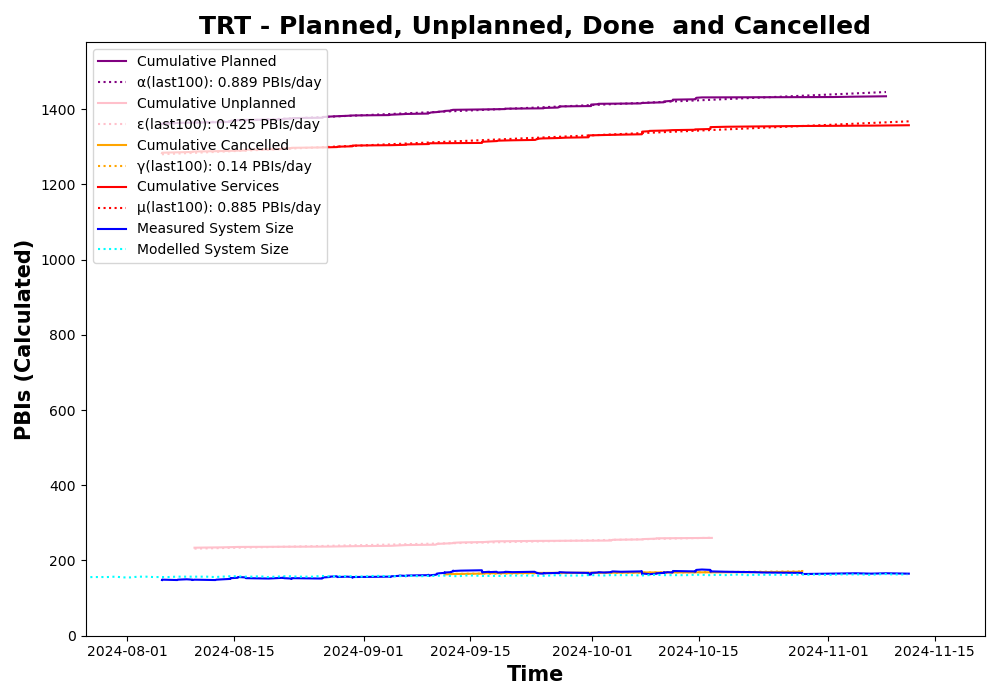 TRT - Planned, Unplanned, Done  and Cancelled
PBIs (Calculated)
1400
1200
1000
800
600
400
200
0
Cumulative Planned
α(last100): 0.889 PBIs/day
Cumulative Unplanned
ε(last100): 0.425 PBIs/day
Cumulative Cancelled
γ(last100): 0.14 PBIs/day
Cumulative Services
μ(last100): 0.885 PBIs/day
Measured System Size
Modelled System Size
2024-08-01 2024-08-15 2024-09-01 2024-09-15 2024-10-01 2024-10-15 2024-11-01 2024-11-15
Time